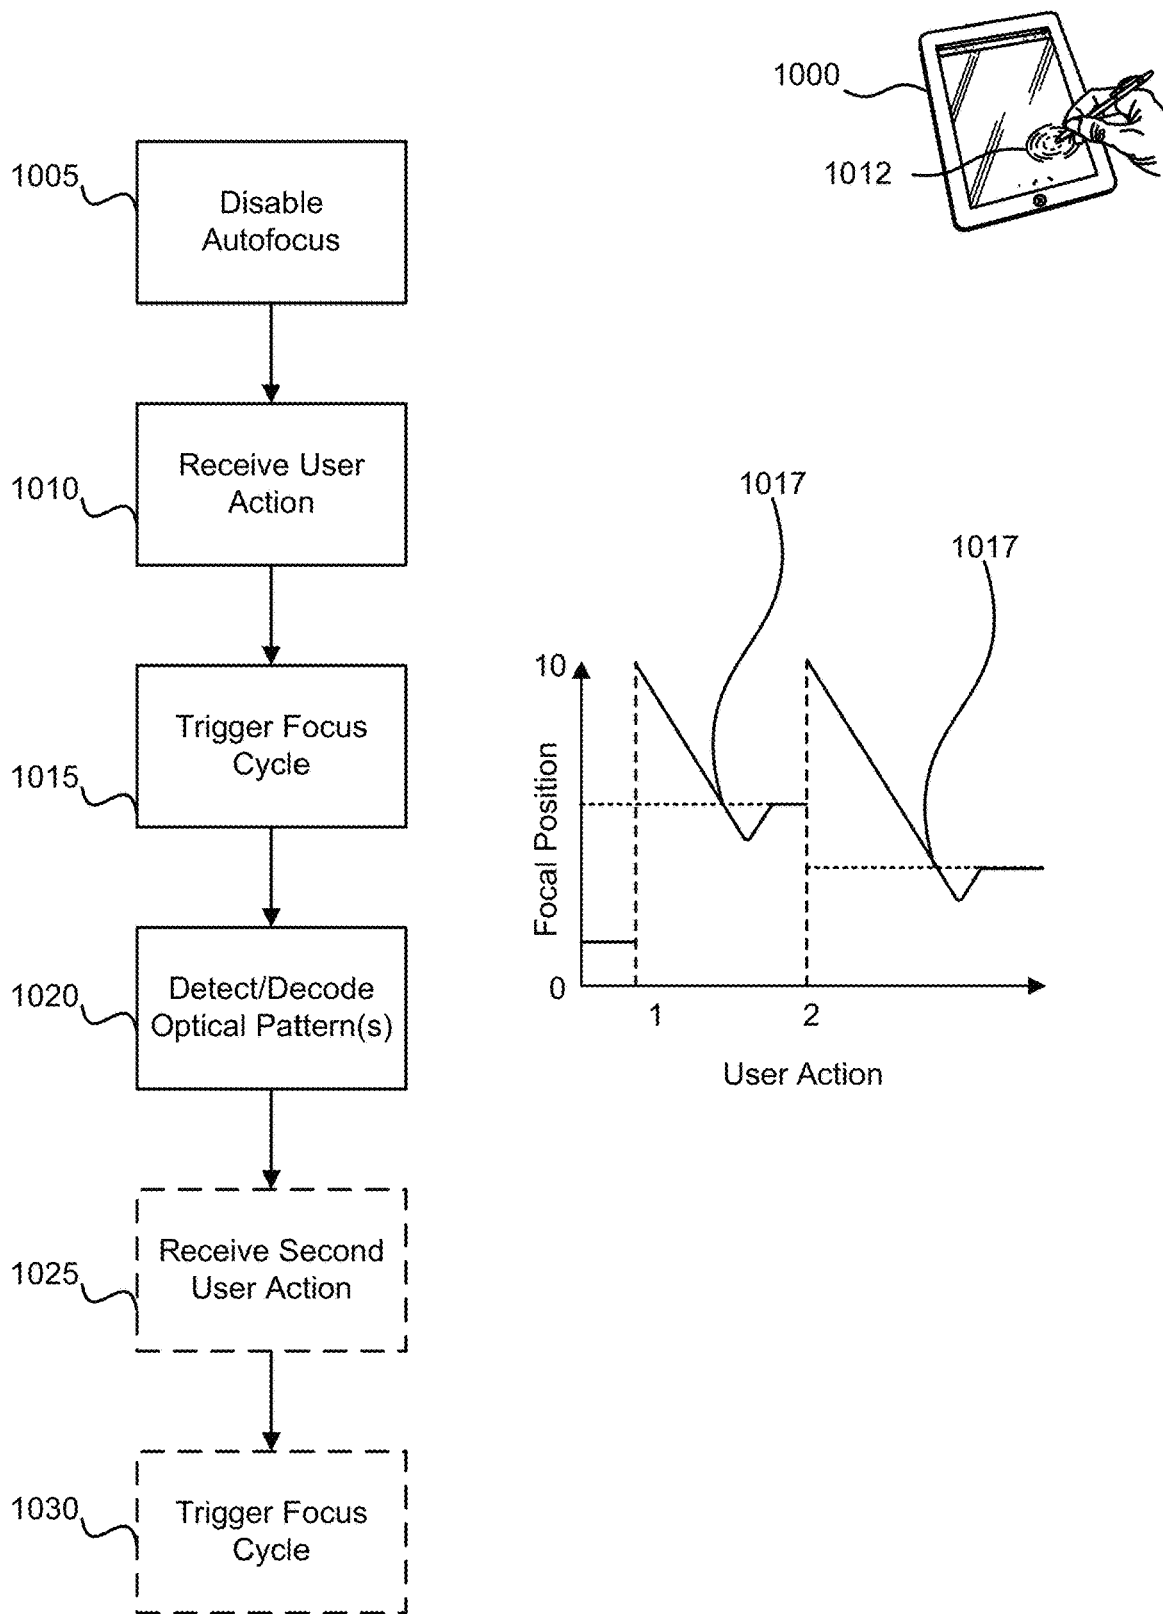 1000
1012
1005
Disable
Autofocus
1010
Receive User
Action
1015
Trigger Focus
Cycle
1020
Detect/Decode
Optical Pattern(s)
1025
Receive Second
User Action
1030
Trigger Focus
Cycle
1017
1017
10
Focal Position
0
1
2
User Action